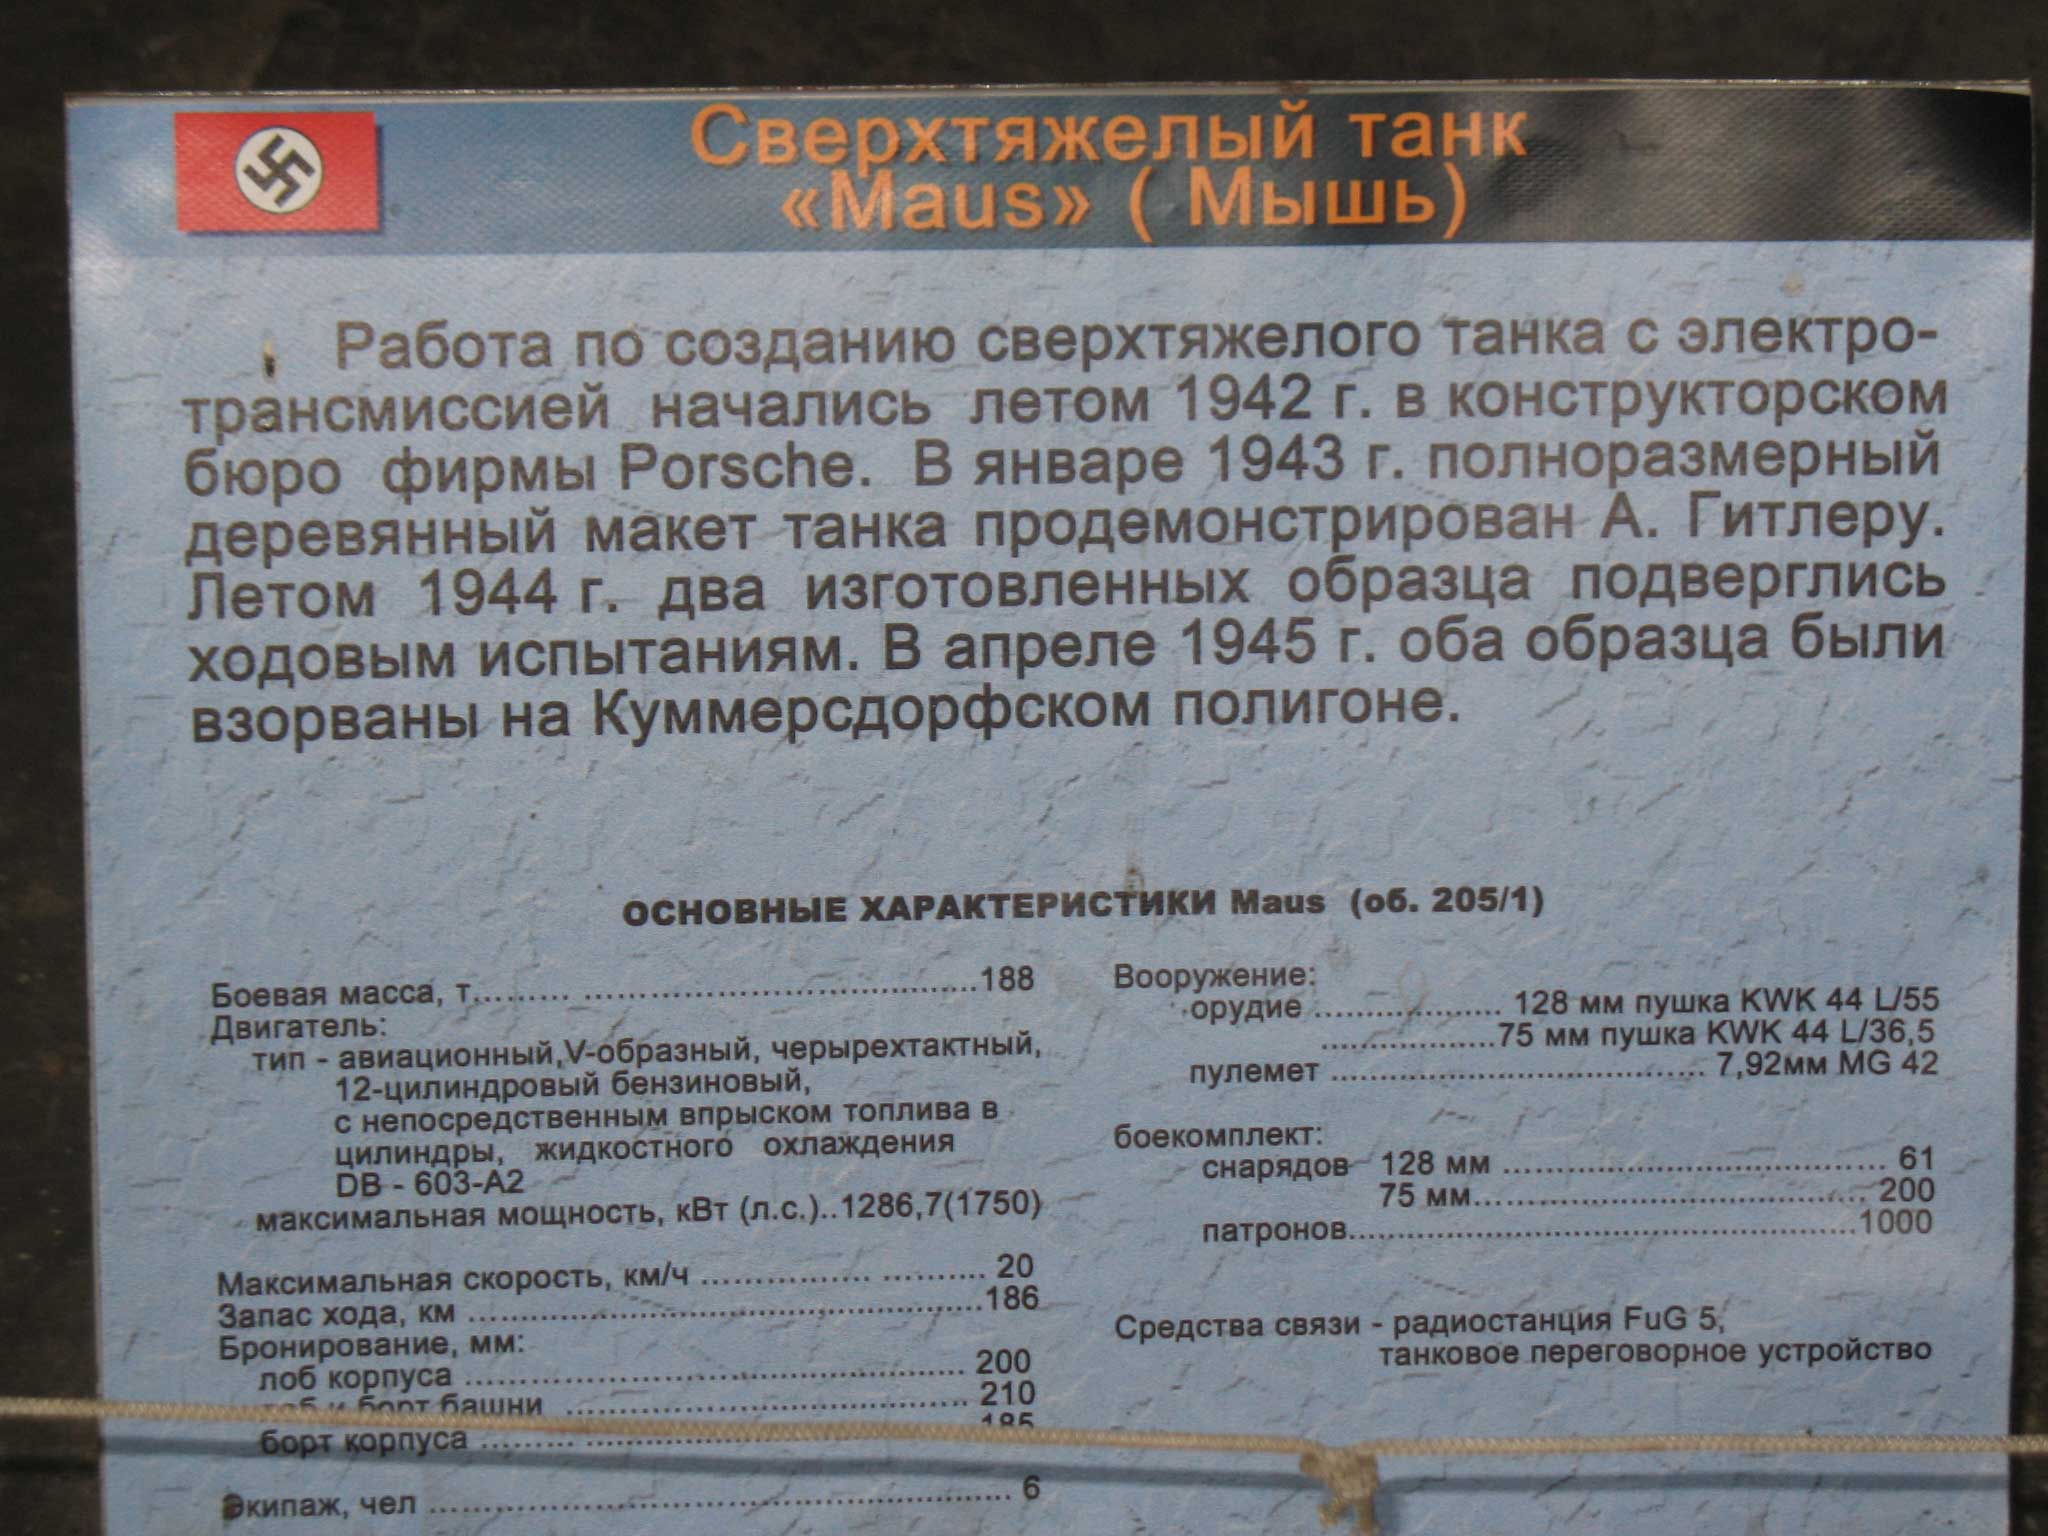 Сверхтяжелый танк
«Maus» ( Мышь)
Работа по созданию сверхтяжелого танка с электро-
трансмиссией начались летом 1942 г. в конструкторском
бюро фирмы Porsche. В январе 1943 г. полноразмерный
деревянный макет танка продемонстрирован А. Гитлеру.
Летом 1944 г. два изготовленных образца подверглись
ходовым испытаниям. В апреле 1945 г. оба образца были
взорваны на Куммерсдорфском полигоне.
ОСНОВНЫЕ ХАРАКТЕРИСТИКИ Maus (об. 205/1)
Боевая масса, т......... ......................................188
Двигатель:
тип - авиационный,V-образный, черырехтактный,
12-цилиндровый бензиновый,
с непосредственным впрыском топлива в
цилиндры, жидкостного охлаждения
DB - 603-A2
максимальная мощность, кВт (л.с.)..1286,7(1750)
Максимальная скорость, км/ч ............... .......... 20
Запас хода, км ..................................................186
Бронирование, мм:
лоб корпуса ................................................ 200
лоб и борт башни ...................................... 210
борт корпуса ......... ................................... 185
Экипаж, чел ........................................................ 6
Вооружение:
орудие .................... 128 мм пушка KWK 44 L/55
..................75 мм пушка KWK 44 L/36,5
пулемет ....................................... 7,92мм MG 42
боекомплект:
снарядов 128 мм ........................................ 61
75 мм......................................... 200
патронов......................................................1000
Средства связи - радиостанция FuG 5,
танковое переговорное устройство